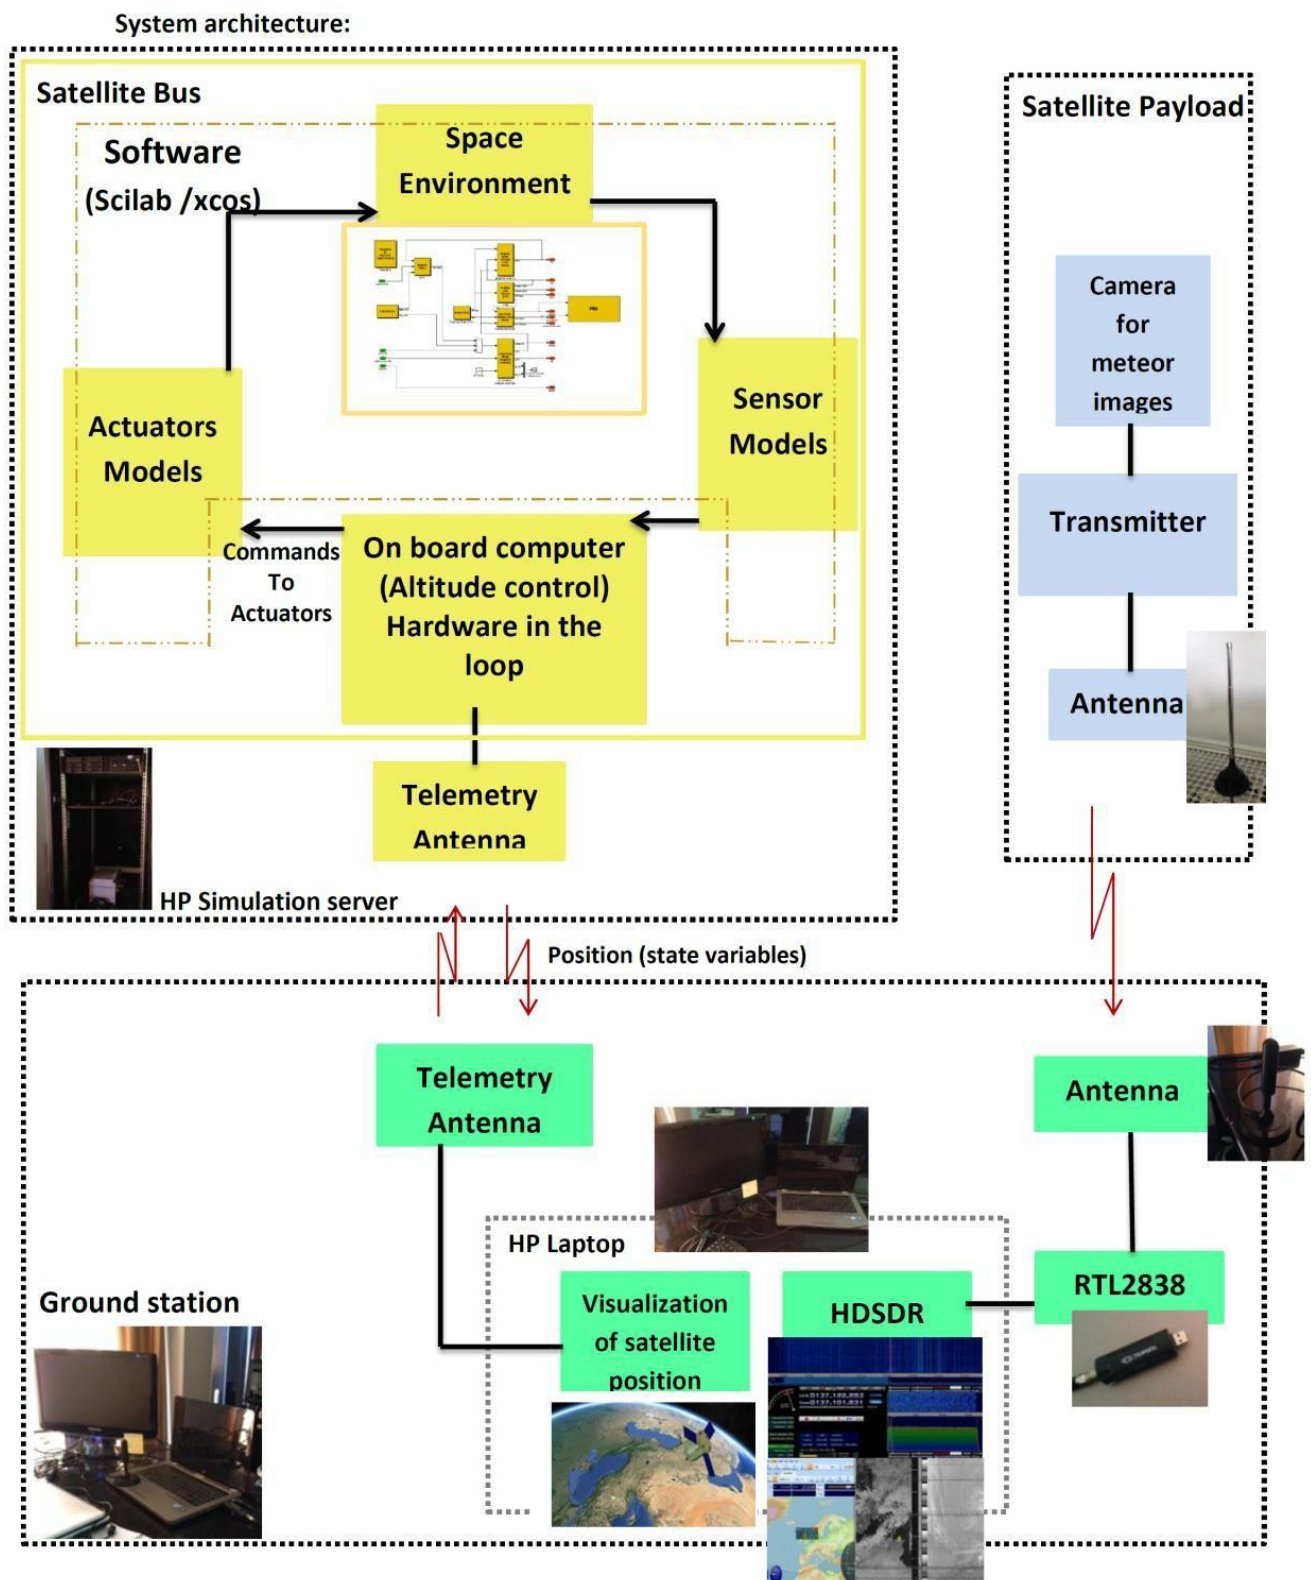 System architecture:
Satellite Bus
Software
(Scilab /xcos)
Space
Environment
Actuators
Models
Sensor
Models
Commands
To
Actuators
On board computer
(Altitude control)
Hardware in the
loop
Telemetry
Antenna
HP Simulation server
Satellite Payload
Camera
for
meteor
images
Transmitter
Antenna
Position (state variables)
Telemetry
Antenna
Antenna
HP Laptop
Ground station
Visualization
of satellite
position
HDSDR
RTL2838